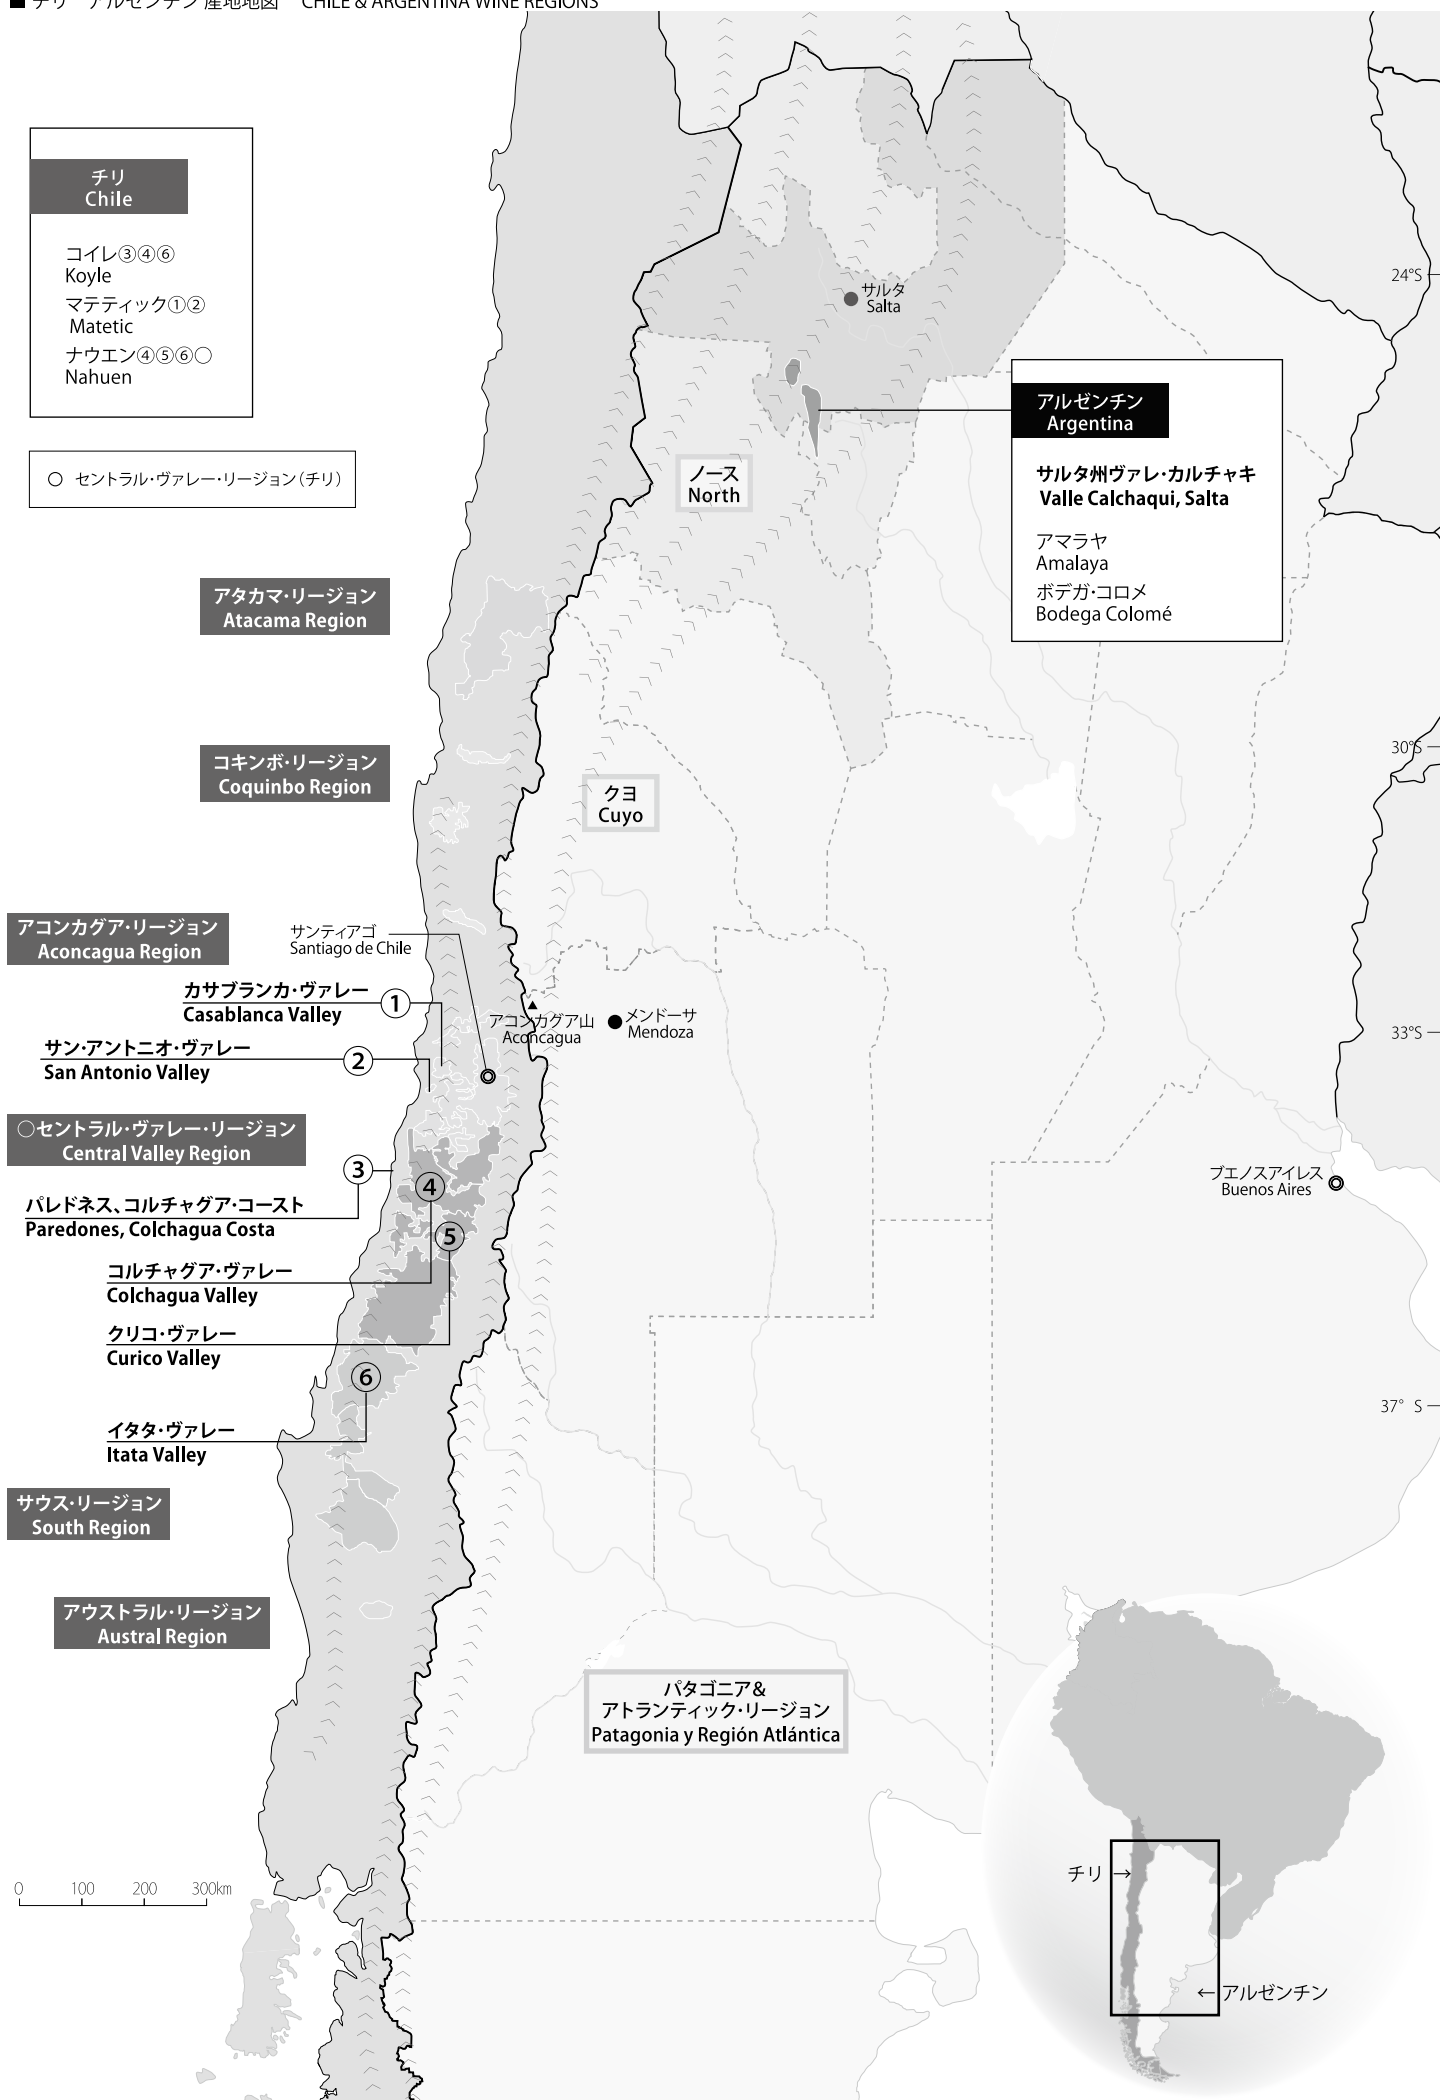 ■ チリ アルゼンチン 産地地図 CHILE & ARGENTINA WINE REGIONS
チリ
Chile
コイレ③④⑥
Koyle
マテティック①②
Matetic
ナウエン④⑤⑥○
Nahuen
○ セントラル・ヴァレー・リージョン（チリ）
24°S
サルタ
Salta
アルゼンチン
Argentina
サルタ州ヴァレ・カルチャキ
Valle Calchaqui, Salta
アマラヤ
Amalaya
ボデガ・コロメ
Bodega Colomé
ノース
North
アタカマ・リージョン
Atacama Region
30°S
コキンボ・リージョン
Coquinbo Region
クヨ
Cuyo
アコンカグア・リージョン
Aconcagua Region
サンティアゴ
Santiago de Chile
カサブランカ・ヴァレー
Casablanca Valley
①
アコンカグア山
Aconcagua
メンドーサ
Mendoza
33°S
サン・アントニオ・ヴァレー
San Antonio Valley
②
○セントラル・ヴァレー・リージョン
Central Valley Region
③
パレドネス、コルチャグア・コースト
Paredones, Colchagua Costa
④
ブエノスアイレス
Buenos Aires
⑤
コルチャグア・ヴァレー
Colchagua Valley
クリコ・ヴァレー
Curico Valley
⑥
イタタ・ヴァレー
Itata Valley
37° S
サウス・リージョン
South Region
アウストラル・リージョン
Austral Region
パタゴニア&
アトランティック・リージョン
Patagonia y Región Atlántica
0 100 200 300km
チリ →
← アルゼンチン